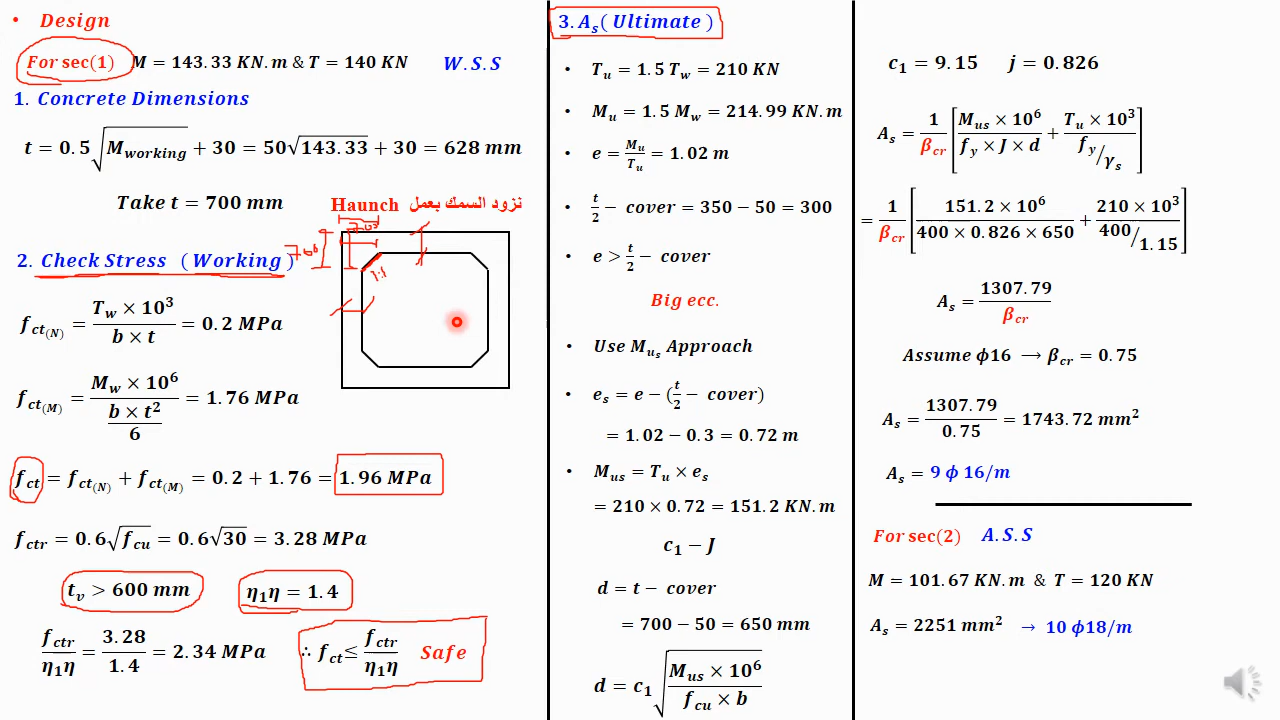 • Design
For sec(1) M = 143.33 KN.m & T = 140 KN W.S.S
1. Concrete Dimensions
t = 0.5√M_working + 30 = 50√143.33 + 30 = 628 mm
Take t = 700 mm
نزود السمك بعمل Haunch
2. Check Stress (Working)
700
700
1:1
f_ct(N) = (T_w × 10^3)/(b × t) = 0.2 MPa
f_ct(M) = (M_w × 10^6)/((b × t^2)/6) = 1.76 MPa
f_ct = f_ct(N) + f_ct(M) = 0.2 + 1.76 = 1.96 MPa
f_ctr = 0.6√f_cu = 0.6√30 = 3.28 MPa
t_v > 600 mm η_1η = 1.4
f_ctr/(η_1η) = 3.28/1.4 = 2.34 MPa ∴ f_ct ≤ f_ctr/(η_1η) Safe
3. A_s (Ultimate)
• T_u = 1.5 T_w = 210 KN
• M_u = 1.5 M_w = 214.99 KN.m
• e = M_u/T_u = 1.02 m
• t/2 − cover = 350 − 50 = 300
• e > t/2 − cover
Big ecc.
• Use M_us Approach
• e_s = e − (t/2 − cover)
= 1.02 − 0.3 = 0.72 m
• M_us = T_u × e_s
= 210 × 0.72 = 151.2 KN.m
c_1 − J
d = t − cover
= 700 − 50 = 650 mm
d = c_1√((M_us × 10^6)/(f_cu × b))
c_1 = 9.15 j = 0.826
A_s = 1/β_cr [(M_us × 10^6)/(f_y × J × d) + (T_u × 10^3)/(f_y/γ_s)]
= 1/β_cr [(151.2 × 10^6)/(400 × 0.826 × 650) + (210 × 10^3)/(400/1.15)]
A_s = 1307.79/β_cr
Assume ϕ16 → β_cr = 0.75
A_s = 1307.79/0.75 = 1743.72 mm^2
A_s = 9 ϕ 16/m
For sec(2) A.S.S
M = 101.67 KN.m & T = 120 KN
A_s = 2251 mm^2 → 10 ϕ18/m